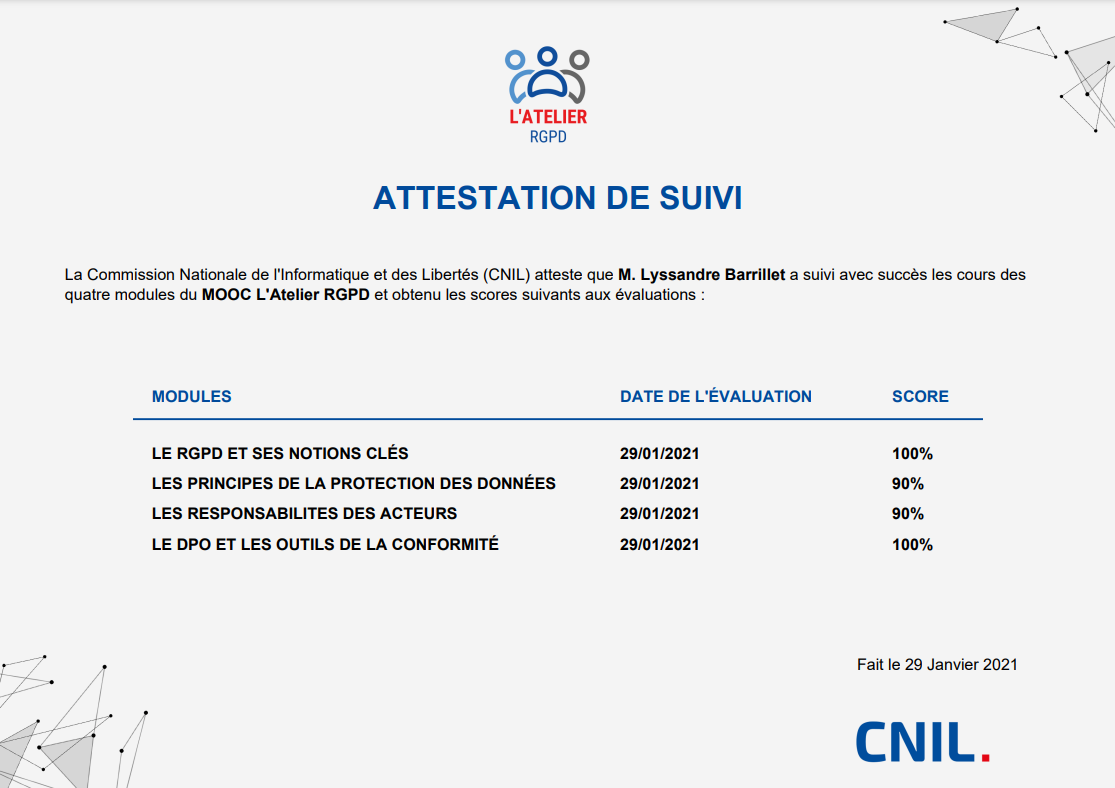 L'ATELIER
RGPD
ATTESTATION DE SUIVI
La Commission Nationale de l'Informatique et des Libertés (CNIL) atteste que M. Lyssandre Barrillet a suivi avec succès les cours des
quatre modules du MOOC L'Atelier RGPD et obtenu les scores suivants aux évaluations :
MODULES DATE DE L'ÉVALUATION SCORE
LE RGPD ET SES NOTIONS CLÉS 29/01/2021 100%
LES PRINCIPES DE LA PROTECTION DES DONNÉES 29/01/2021 90%
LES RESPONSABILITES DES ACTEURS 29/01/2021 90%
LE DPO ET LES OUTILS DE LA CONFORMITÉ 29/01/2021 100%
Fait le 29 Janvier 2021
CNIL.